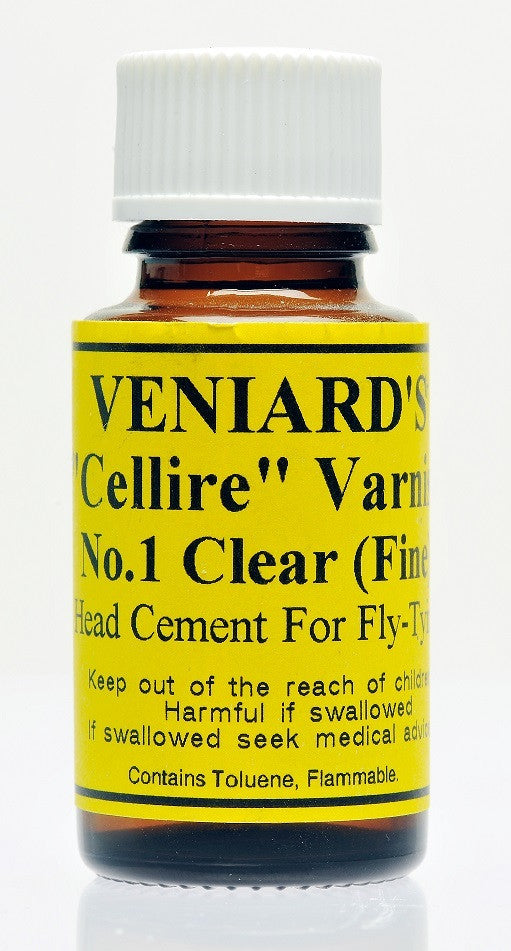 VENIARD'S
"Cellire" Varni
No.1 Clear (Fine
Head Cement For Fly-Ty
Keep out of the reach of childre
Harmful if swallowed
If swallowed seek medical advic
Contains Toluene, Flammable.